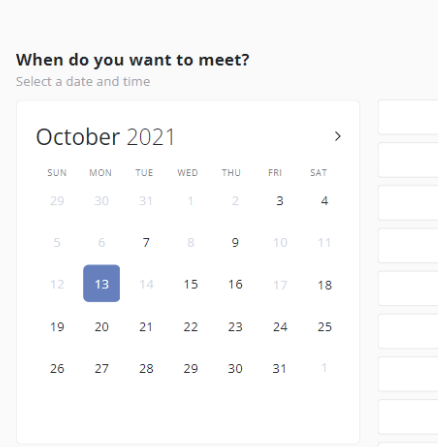 When do you want to meet?
Select a date and time
October 2021
SUN MON TUE WED THU FRI SAT
29 30 31 1 2 3 4
5 6 7 8 9 10 11
12 13 14 15 16 17 18
19 20 21 22 23 24 25
26 27 28 29 30 31 1